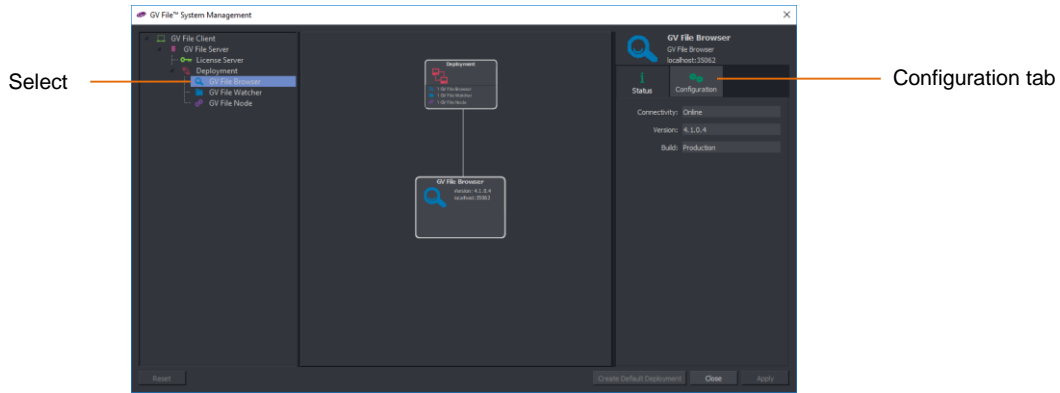 GV File™ System Management
Select
GV File Client
GV File Server
License Server
Deployment
GV File Browser
GV File Watcher
GV File Node
Deployment
1 GV File Browser
1 GV File Watcher
1 GV File Node
GV File Browser
Version: 4.1.0.4
localhost:35062
GV File Browser
GV File Browser
localhost:35062
Status
Configuration
Configuration tab
Connectivity: Online
Version: 4.1.0.4
Build: Production
Reset
Create Default Deployment
Close
Apply